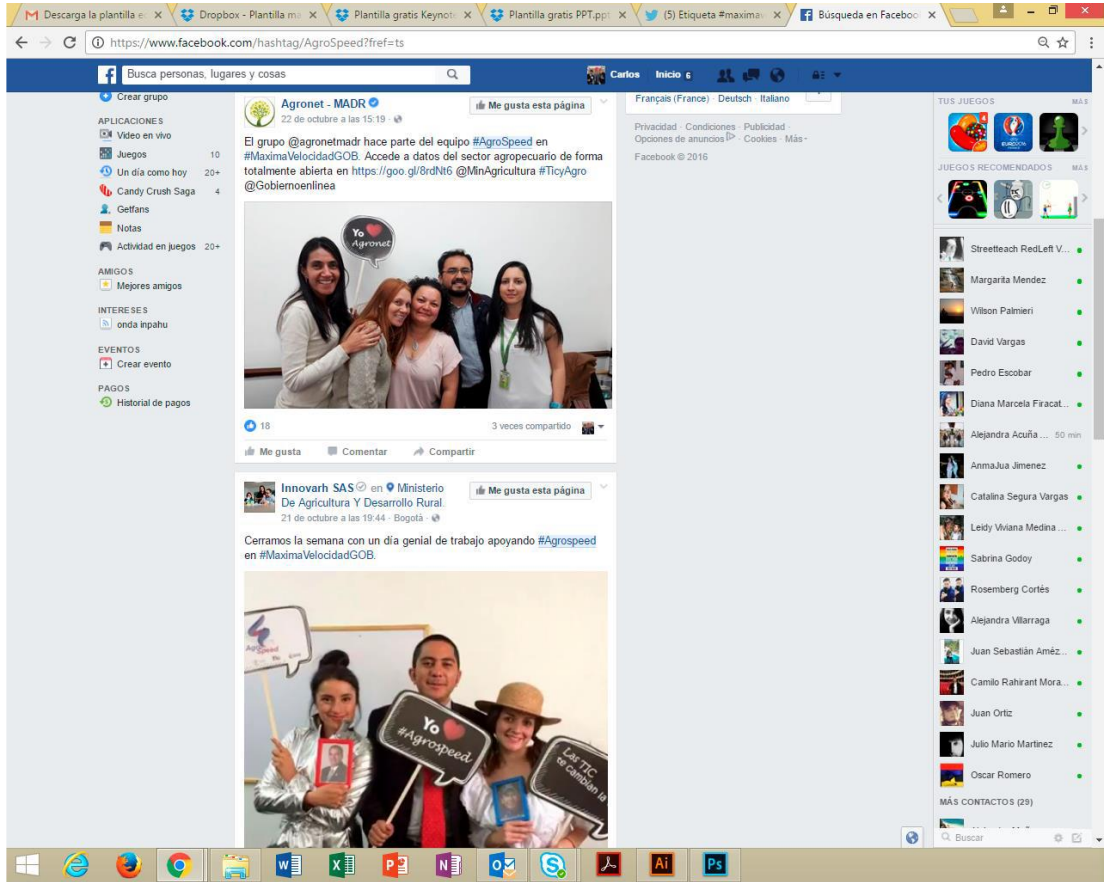 Descarga la plantilla e
Dropbox - Plantilla ma
Plantilla gratis Keynot
Plantilla gratis PPT.ppt
(5) Etiqueta #maxima
Búsqueda en Facebo
https://www.facebook.com/hashtag/AgroSpeed?fref=ts
Busca personas, lugares y cosas
Carlos Inicio 6
Crear grupo
APLICACIONES
Video en vivo
Juegos 10
Un día como hoy 20+
Candy Crush Saga 4
Getfans
Notas
Actividad en juegos 20+
AMIGOS
Mejores amigos
INTERESES
onda inpahu
EVENTOS
Crear evento
PAGOS
Historial de pagos
Agronet - MADR
Me gusta esta página
22 de octubre a las 15:19 ·
El grupo @agronetmadr hace parte del equipo #AgroSpeed en
#MaximaVelocidadGOB. Accede a datos del sector agropecuario de forma
totalmente abierta en https://goo.gl/8rdNt6 @MinAgricultura #TicyAgro
@Gobiernoenlinea
Yo
Agronet
18
3 veces compartido
Me gusta Comentar Compartir
Innovarh SAS en Ministerio
De Agricultura Y Desarrollo Rural.
Me gusta esta página
21 de octubre a las 19:44 · Bogotá ·
Cerramos la semana con un día genial de trabajo apoyando #Agrospeed
en #MaximaVelocidadGOB.
Yo
#Agrospeed
Las TIC
te cambian la
Français (France) · Deutsch · Italiano
Privacidad · Condiciones · Publicidad ·
Opciones de anuncios · Cookies · Más
Facebook © 2016
TUS JUEGOS MÁS
JUEGOS RECOMENDADOS MÁS
Streetteach RedLeft V...
Margarita Mendez
Wilson Palmieri
David Vargas
Pedro Escobar
Diana Marcela Firacat...
Alejandra Acuña ... 50 min
AnmaJua Jimenez
Catalina Segura Vargas
Leidy Viviana Medina ...
Sabrina Godoy
Rosemberg Cortés
Alejandra Villarraga
Juan Sebastián Améz...
Camilo Rahirant Mora...
Juan Ortiz
Julio Mario Martinez
Oscar Romero
MÁS CONTACTOS (29)
Buscar